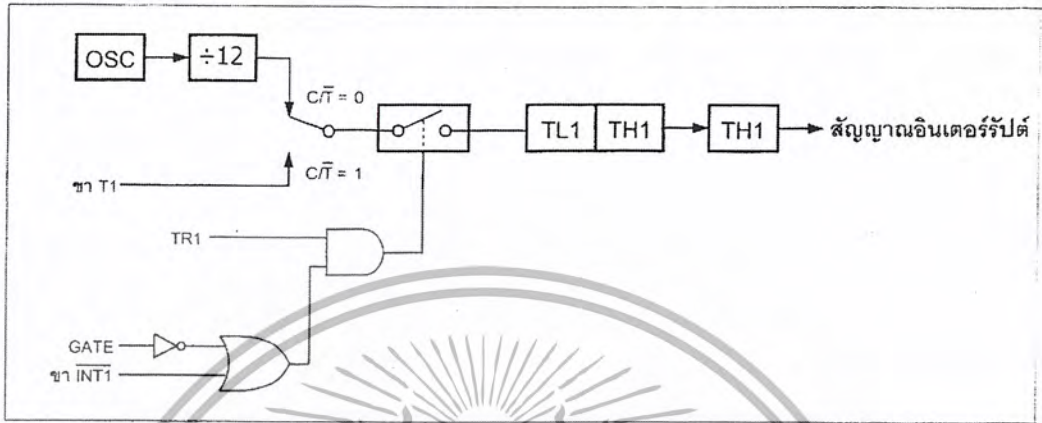 OSC
÷12
C/T̅ = 0
TL1
TH1
TH1
สัญญาณอินเตอร์รัปต์
ขา T1
C/T̅ = 1
TR1
GATE
ขา I̅N̅T̅1̅